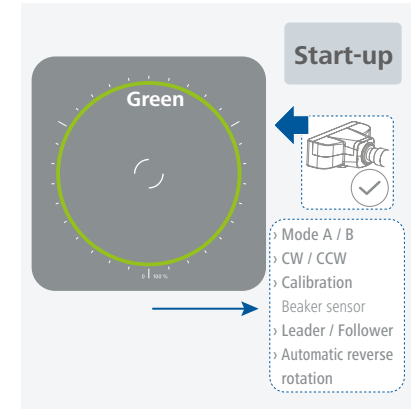 Start-up
Green
0 100 %
› Mode A / B
› CW / CCW
› Calibration
Beaker sensor
› Leader / Follower
› Automatic reverse
rotation